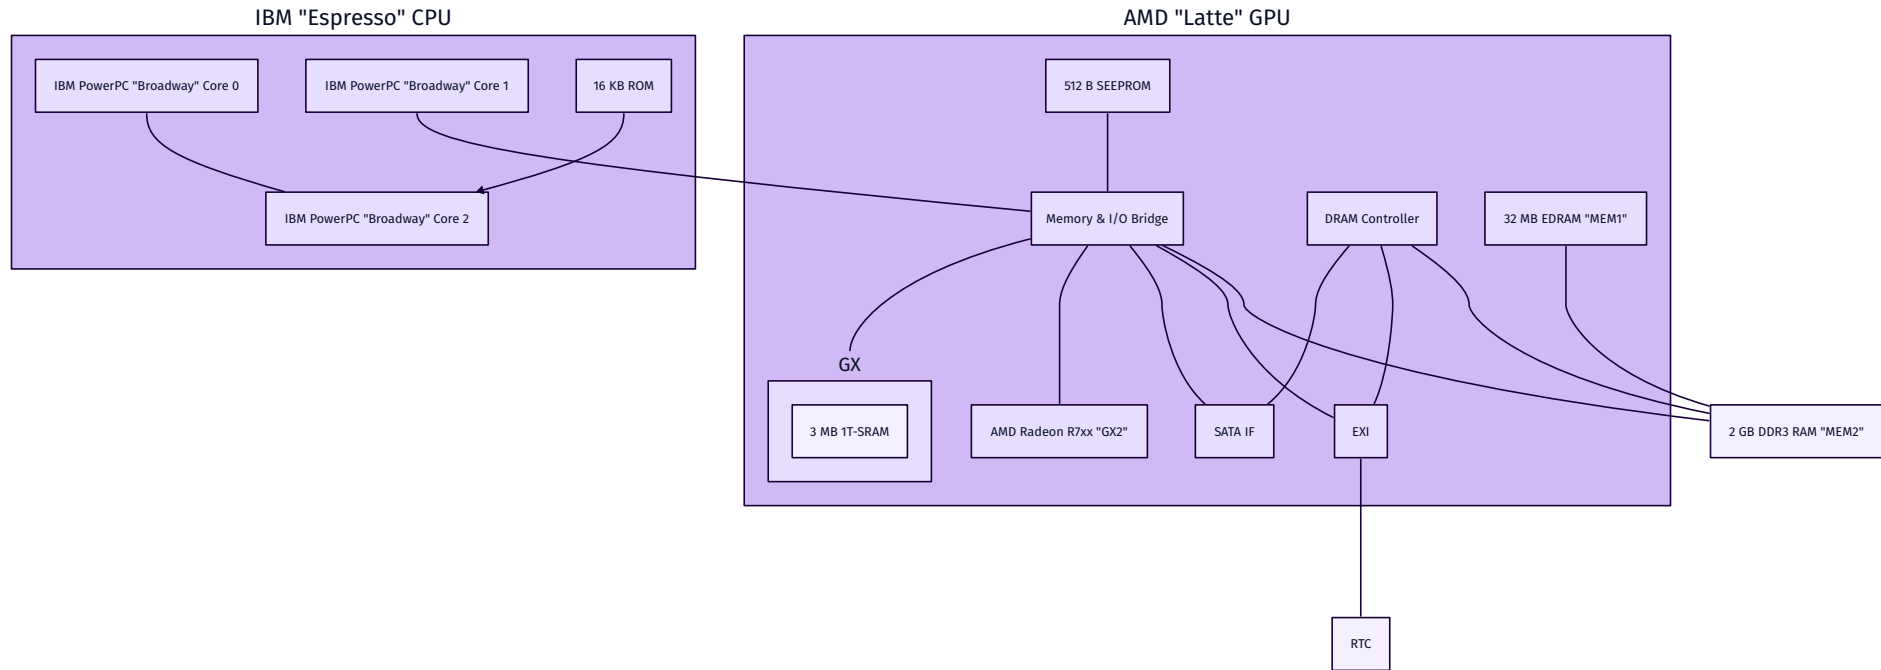 IBM "Espresso" CPU
AMD "Latte" GPU
IBM PowerPC "Broadway" Core 0
IBM PowerPC "Broadway" Core 1
16 KB ROM
512 B SEEPROM
IBM PowerPC "Broadway" Core 2
Memory & I/O Bridge
DRAM Controller
32 MB EDRAM "MEM1"
GX
3 MB 1T-SRAM
AMD Radeon R7xx "GX2"
SATA IF
EXI
2 GB DDR3 RAM "MEM2"
RTC